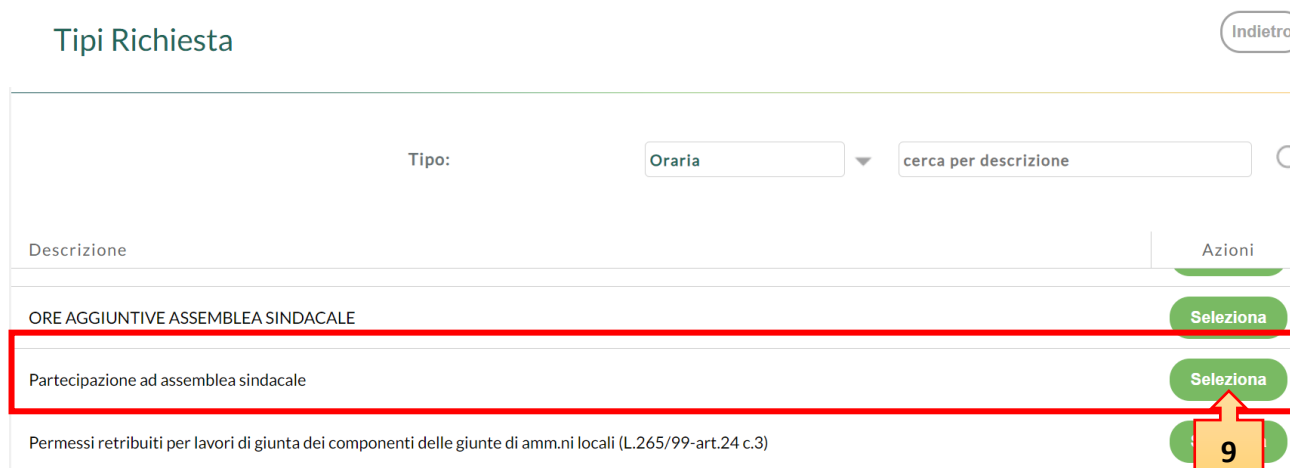 Tipi Richiesta
Indietro
Tipo:
Oraria
cerca per descrizione
Descrizione
Azioni
ORE AGGIUNTIVE ASSEMBLEA SINDACALE
Seleziona
Partecipazione ad assemblea sindacale
Seleziona
Permessi retribuiti per lavori di giunta dei componenti delle giunte di amm.ni locali (L.265/99-art.24 c.3)
9